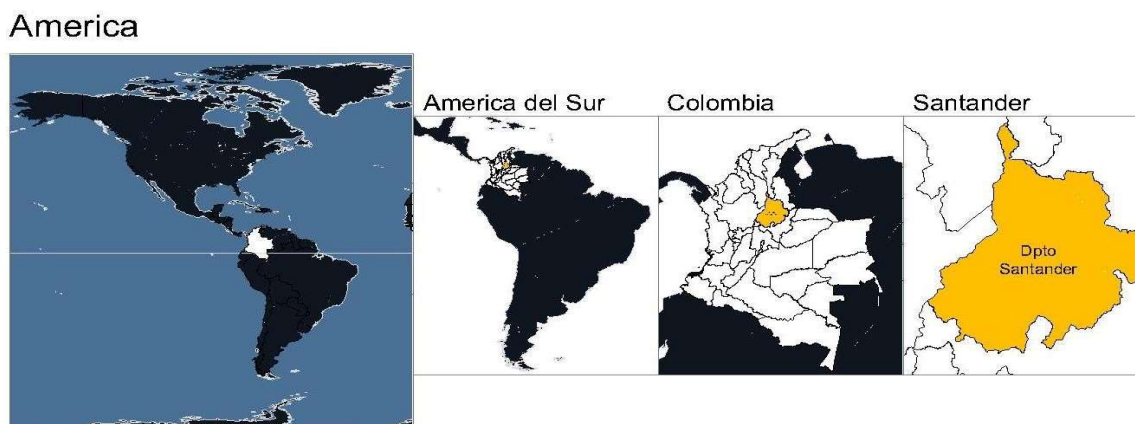 America
America del Sur
Colombia
Santander
Dpto
Santander